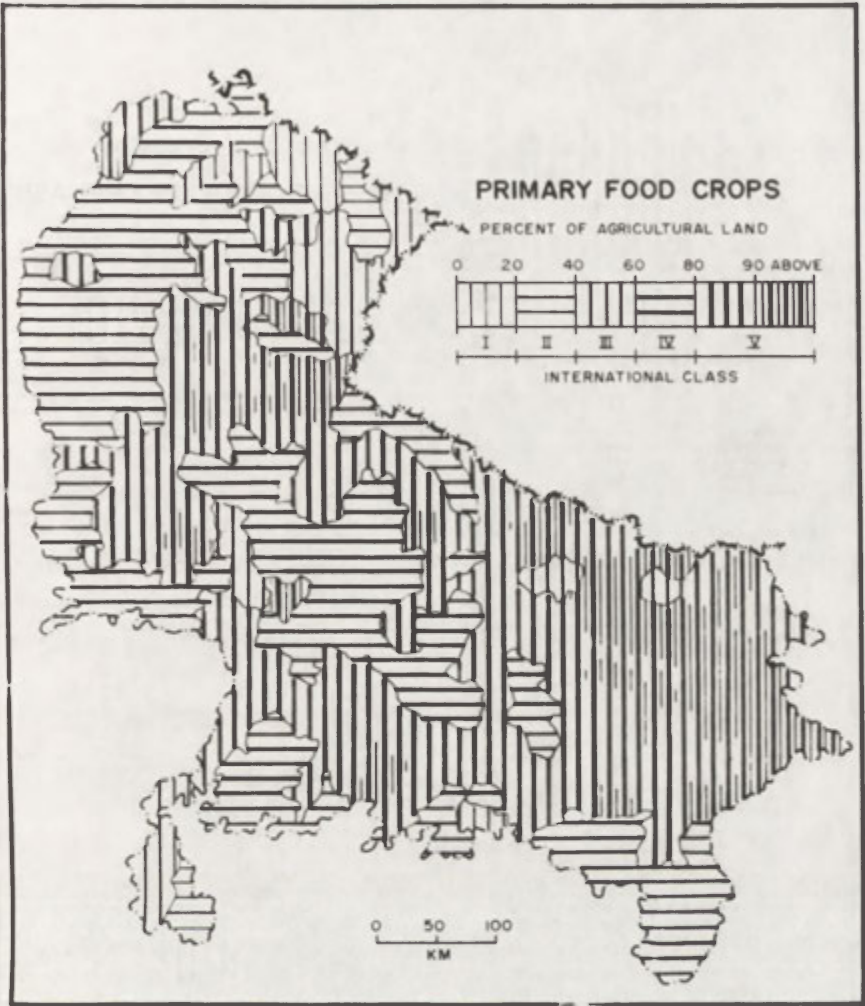 PRIMARY FOOD CROPS
PERCENT OF AGRICULTURAL LAND
0 20 40 60 80 90 ABOVE
I II III IV V
INTERNATIONAL CLASS
0 50 100
KM